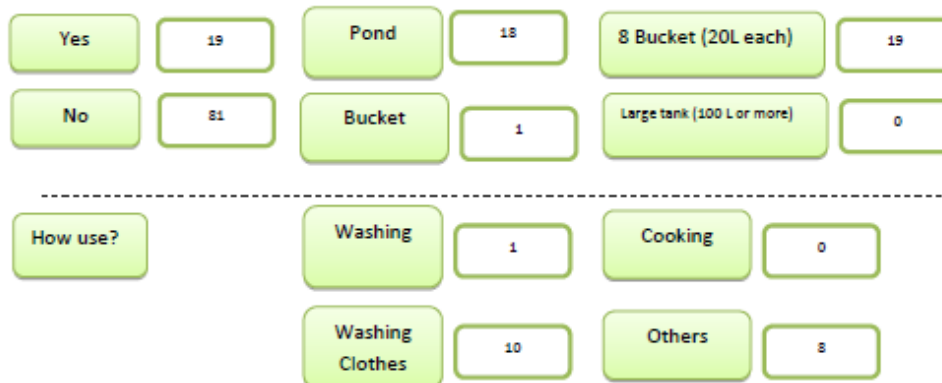 Yes 19 Pond 18 8 Bucket (20L each) 19
No 81 Bucket 1 Large tank (100 L or more) 0
How use? Washing 1 Cooking 0
Washing
Clothes 10 Others 8